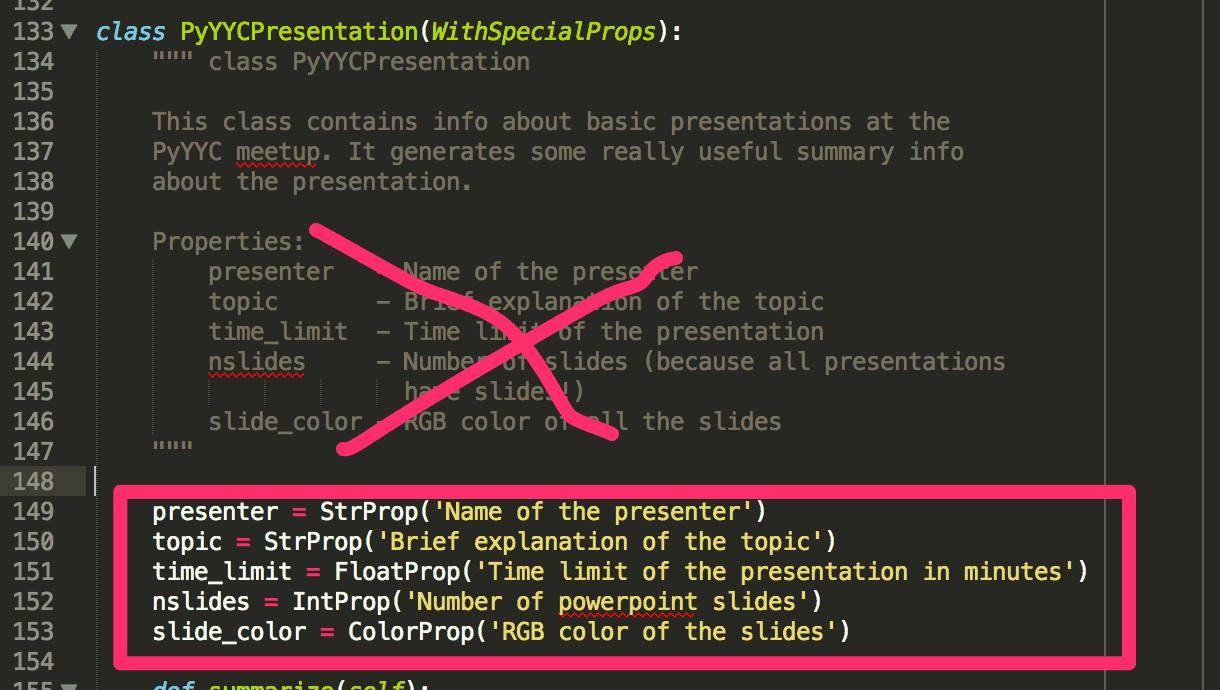 132
133 class PyYYCPresentation(WithSpecialProps):
134 """ class PyYYCPresentation
135
136 This class contains info about basic presentations at the
137 PyYYC meetup. It generates some really useful summary info
138 about the presentation.
139
140 Properties:
141 presenter - Name of the presenter
142 topic - Brief explanation of the topic
143 time_limit - Time limit of the presentation
144 nslides - Number of slides (because all presentations
145 have slides!)
146 slide_color - RGB color of all the slides
147 """
148
149 presenter = StrProp('Name of the presenter')
150 topic = StrProp('Brief explanation of the topic')
151 time_limit = FloatProp('Time limit of the presentation in minutes')
152 nslides = IntProp('Number of powerpoint slides')
153 slide_color = ColorProp('RGB color of the slides')
154
155 def summarize(self):